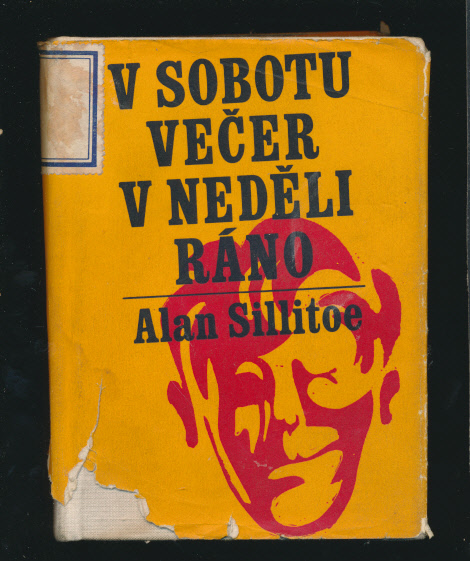 V SOBOTU
VEČER
V NEDĚLI
RÁNO
Alan Sillitoe